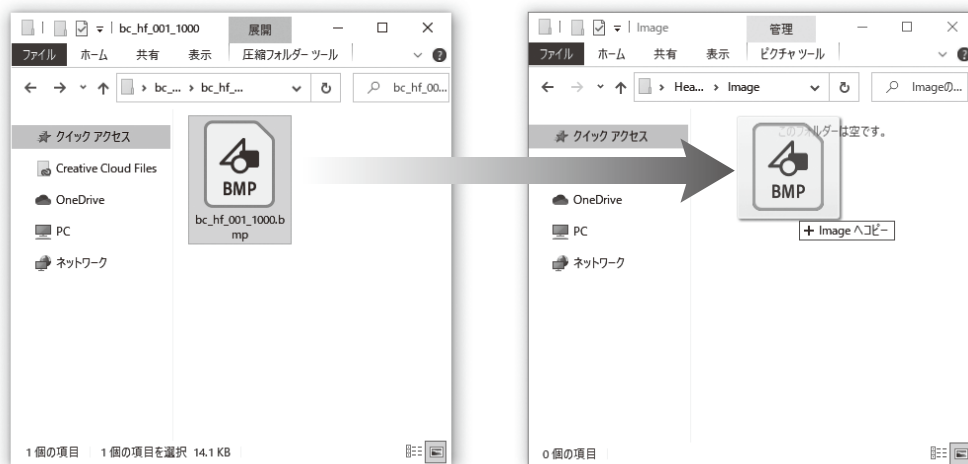 bc_hf_001_1000
展開
ファイル ホーム 共有 表示 圧縮フォルダー ツール
bc_... › bc_hf_...
bc_hf_00...
クイック アクセス
Creative Cloud Files
OneDrive
PC
ネットワーク
BMP
bc_hf_001_1000.b
mp
1 個の項目 1 個の項目を選択 14.1 KB
Image
管理
ファイル ホーム 共有 表示 ピクチャ ツール
Hea... › Image
Imageの...
クイック アクセス
このフォルダーは空です。
OneDrive
PC
ネットワーク
BMP
+ Image へコピー
0 個の項目